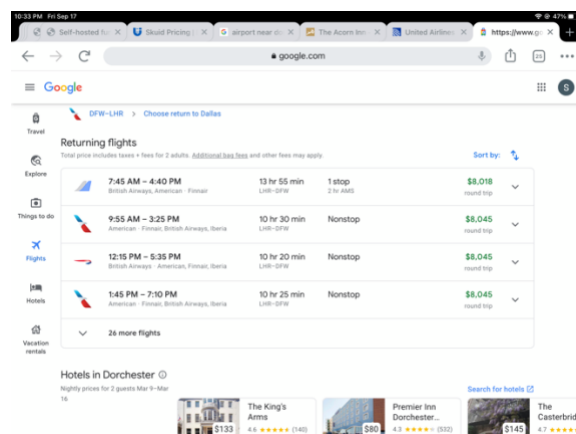 10:33 PM Fri Sep 17
47%
Self-hosted fo
Skuid Pricing
airport near do
The Acorn Inn
United Airlines
https://www.go
google.com
25
Google
S
Travel
Explore
Things to do
Flights
Hotels
Vacation
rentals
DFW–LHR > Choose return to Dallas
Returning flights
Total price includes taxes + fees for 2 adults. Additional bag fees and other fees may apply.
Sort by:
7:45 AM – 4:40 PM 13 hr 55 min 1 stop $8,018
British Airways, American · Finnair LHR–DFW 2 hr AMS round trip
9:55 AM – 3:25 PM 10 hr 30 min Nonstop $8,045
American · Finnair, British Airways, Iberia LHR–DFW round trip
12:15 PM – 5:35 PM 10 hr 20 min Nonstop $8,045
British Airways · American, Finnair, Iberia LHR–DFW round trip
1:45 PM – 7:10 PM 10 hr 25 min Nonstop $8,045
American · Finnair, British Airways, Iberia LHR–DFW round trip
26 more flights
Hotels in Dorchester
Nightly prices for 2 guests Mar 9–Mar
16
Search for hotels
$133
The King's
Arms
4.6 (140)
$80
Premier Inn
Dorchester...
4.3 (532)
$145
The
Casterbrid
4.7